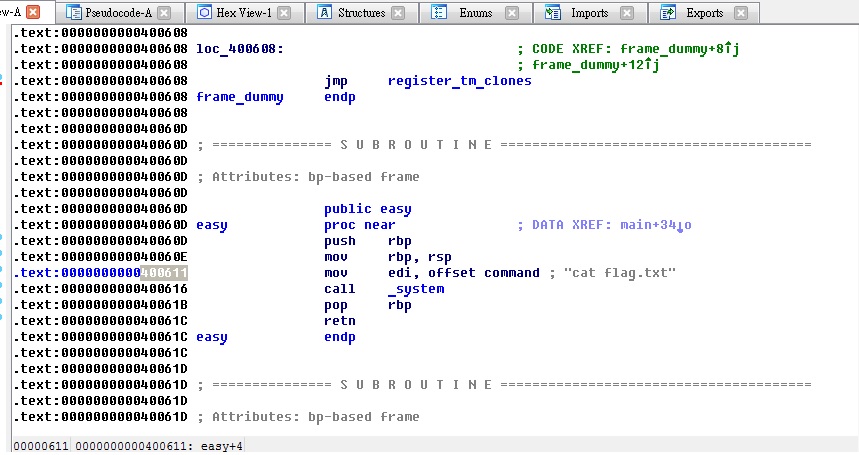 ew-A Pseudocode-A Hex View-1 Structures Enums Imports Exports
.text:0000000000400608
.text:0000000000400608 loc_400608: ; CODE XREF: frame_dummy+8↑j
.text:0000000000400608 ; frame_dummy+12↑j
.text:0000000000400608 jmp register_tm_clones
.text:0000000000400608 frame_dummy endp
.text:0000000000400608
.text:000000000040060D
.text:000000000040060D ; =============== S U B R O U T I N E =======================================
.text:000000000040060D
.text:000000000040060D ; Attributes: bp-based frame
.text:000000000040060D
.text:000000000040060D public easy
.text:000000000040060D easy proc near ; DATA XREF: main+34↓o
.text:000000000040060D push rbp
.text:000000000040060E mov rbp, rsp
.text:0000000000400611 mov edi, offset command ; "cat flag.txt"
.text:0000000000400616 call _system
.text:000000000040061B pop rbp
.text:000000000040061C retn
.text:000000000040061C easy endp
.text:000000000040061C
.text:000000000040061D
.text:000000000040061D ; =============== S U B R O U T I N E =======================================
.text:000000000040061D
.text:000000000040061D ; Attributes: bp-based frame
00000611 0000000000400611: easy+4